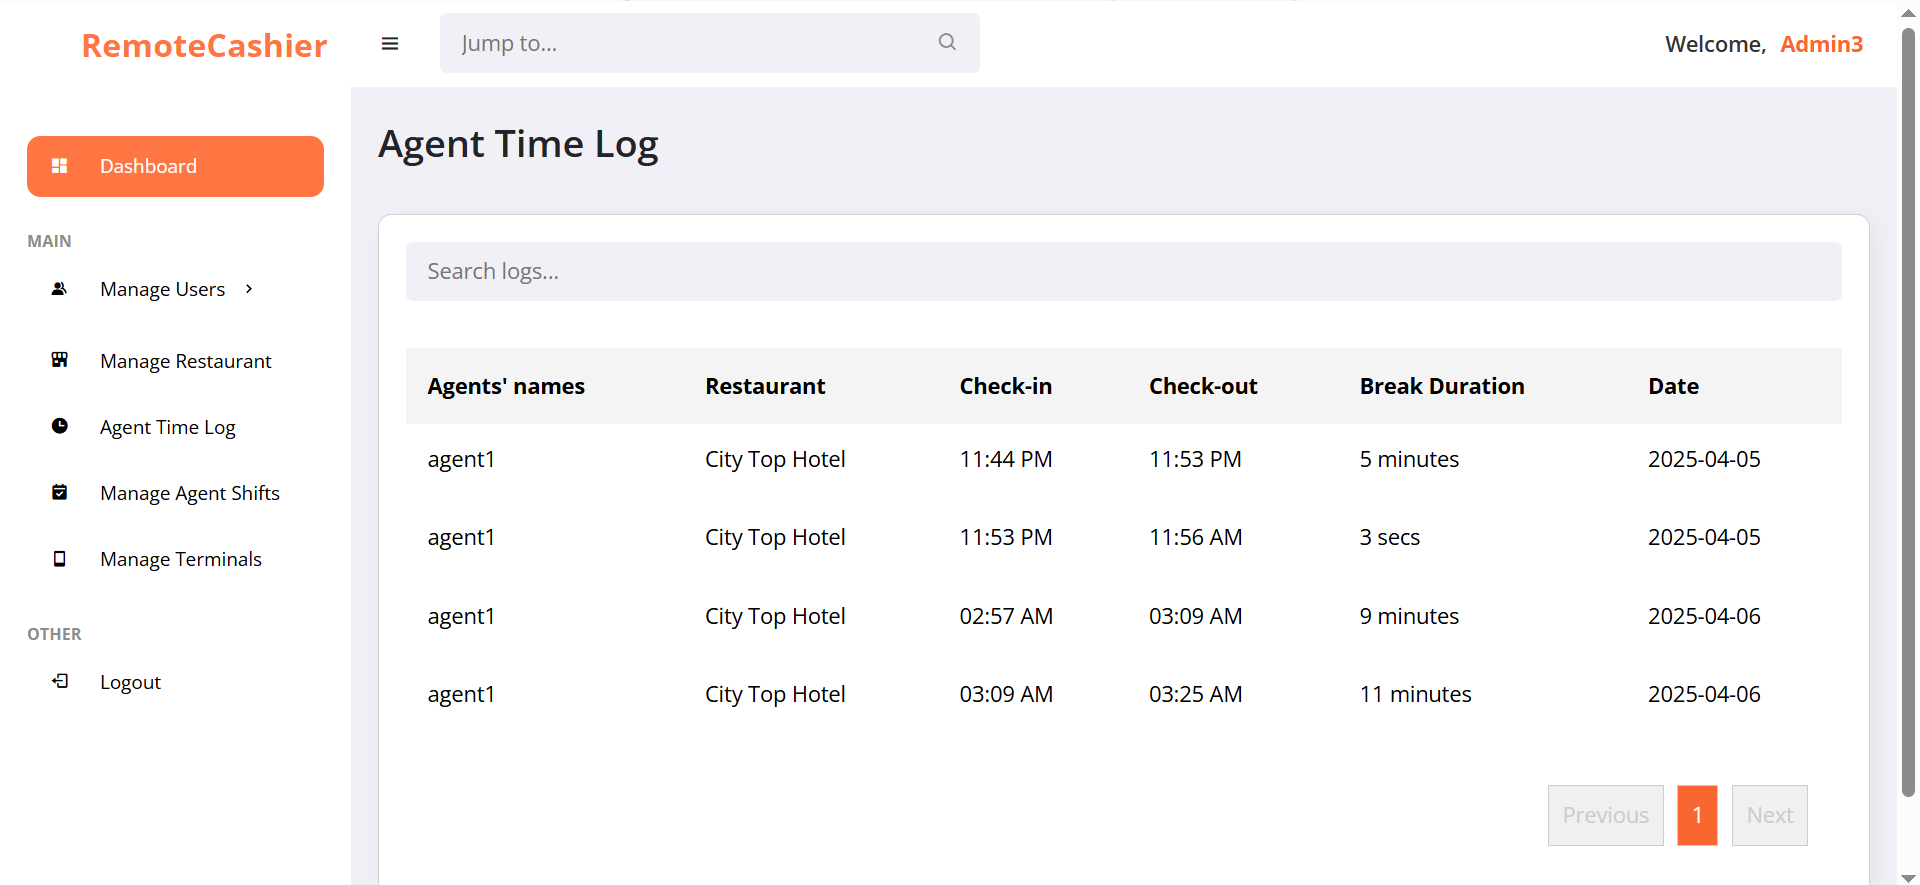 RemoteCashier
Jump to...
Welcome, Admin3
Dashboard
MAIN
Manage Users
Manage Restaurant
Agent Time Log
Manage Agent Shifts
Manage Terminals
OTHER
Logout
Agent Time Log
Search logs...
Agents' names Restaurant Check-in Check-out Break Duration Date
agent1 City Top Hotel 11:44 PM 11:53 PM 5 minutes 2025-04-05
agent1 City Top Hotel 11:53 PM 11:56 AM 3 secs 2025-04-05
agent1 City Top Hotel 02:57 AM 03:09 AM 9 minutes 2025-04-06
agent1 City Top Hotel 03:09 AM 03:25 AM 11 minutes 2025-04-06
Previous 1 Next